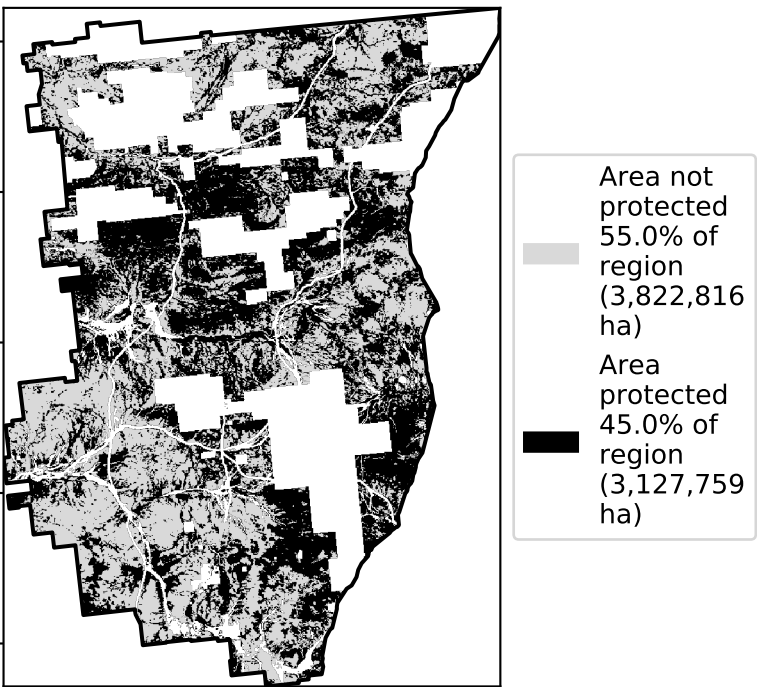 Area not
protected
55.0% of
region
(3,822,816
ha)
Area
protected
45.0% of
region
(3,127,759
ha)